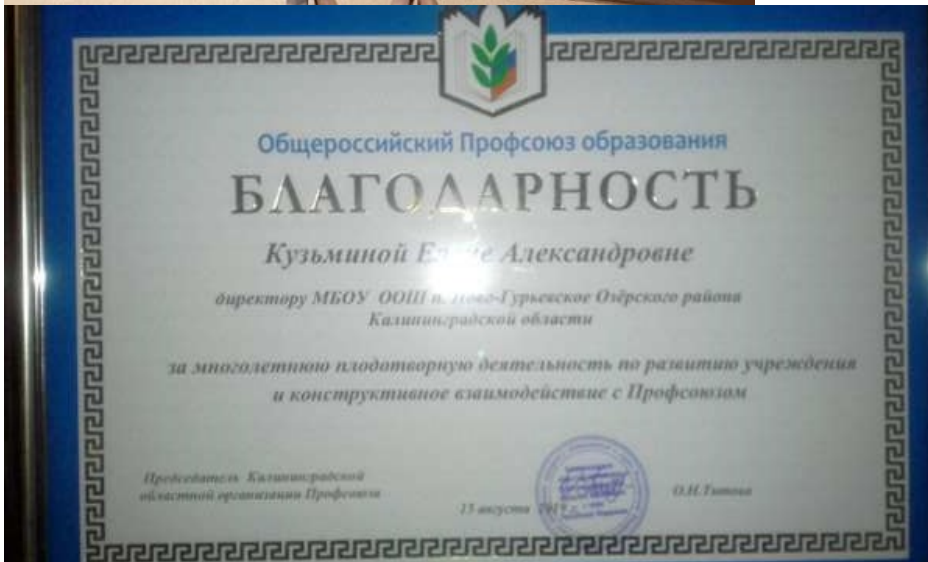 Общероссийский Профсоюз образования
БЛАГОДАРНОСТЬ
Кузьминой Александровне
директору МБОУ ООШ п. Ново-Гурьевское Озёрского района
Калининградской области
за многолетнюю плодотворную деятельность по развитию учреждения
и конструктивное взаимодействие с Профсоюзом
Председатель Калининградской
областной организации Профсоюза
15 августа
О.Н.Титова